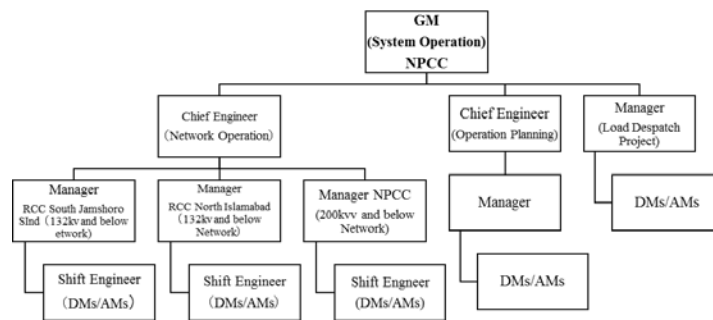 GM
(System Operation)
NPCC
Chief Engineer
(Network Operation)
Chief Engineer
(Operation Planning)
Manager
(Load Despatch
Project)
Manager
RCC South Jamshoro
SInd (132kv and below
etwork)
Manager
RCC North Islamabad
(132kv and below
Network)
Manager NPCC
(200kvv and below
Network)
Manager
DMs/AMs
Shift Engineer
(DMs/AMs)
Shift Engineer
(DMs/AMs)
Shift Engneer
(DMs/AMs)
DMs/AMs